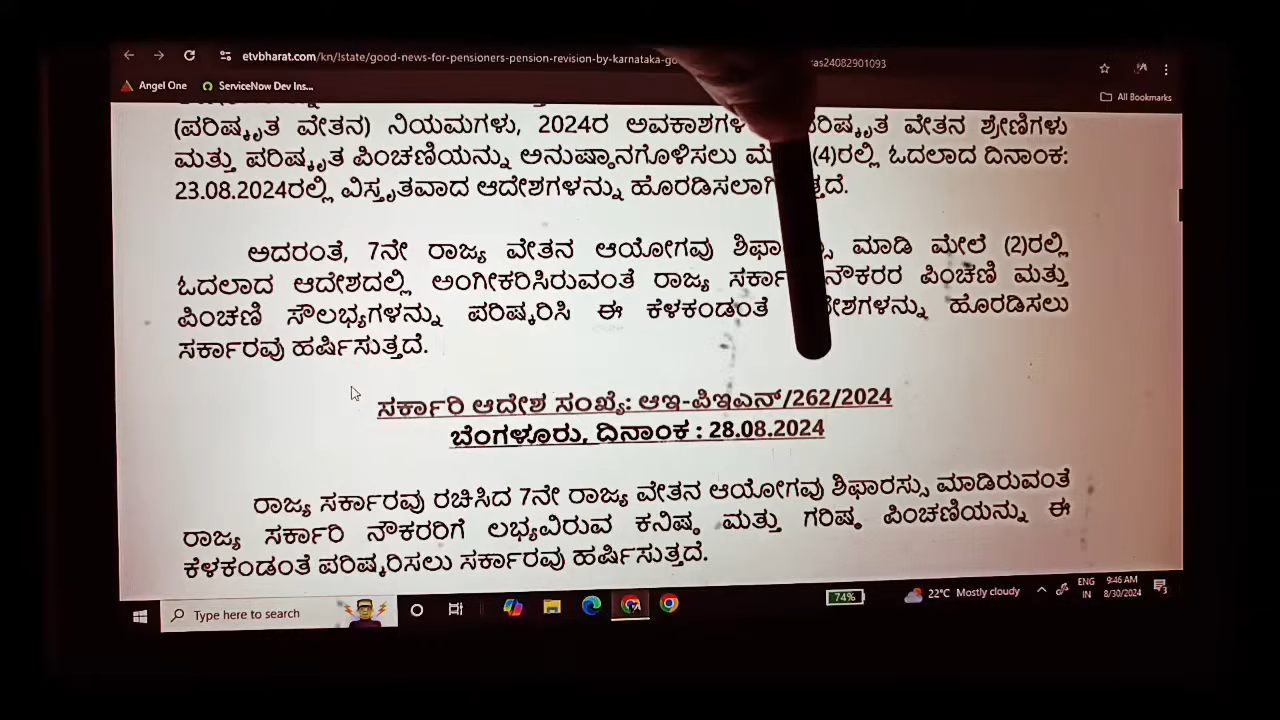 etvbharat.com/kn/!state/good-news-for-pensioners-pension-revision-by-karnataka-go as24082901093
Angel One ServiceNow Dev Ins... All Bookmarks
(ಪರಿಷ್ಕೃತ ವೇತನ) ನಿಯಮಗಳು, 2024ರ ಅವಕಾಶಗಳ ವೇತನ ಶ್ರೇಣಿಗಳು
ಮತ್ತು ಪರಿಷ್ಕೃತ ಪಿಂಚಣಿಯನ್ನು ಅನುಷ್ಠಾನಗೊಳಿಸಲು (4)ರಲ್ಲಿ ಓದಲಾದ ದಿನಾಂಕ:
23.08.2024ರಲ್ಲಿ ವಿಸ್ತೃತವಾದ ಆದೇಶಗಳನ್ನು ಹೊರಡಿಸಲಾಗಿ ತ್ತದೆ.
ಅದರಂತೆ, 7ನೇ ರಾಜ್ಯ ವೇತನ ಆಯೋಗವು ಮಾಡಿ ಮೇಲೆ (2)ರಲ್ಲಿ
ಓದಲಾದ ಆದೇಶದಲ್ಲಿ ಅಂಗೀಕರಿಸಿರುವಂತೆ ರಾಜ್ಯ ಸರ್ಕಾ ನೌಕರರ ಪಿಂಚಣಿ ಮತ್ತು
ಪಿಂಚಣಿ ಸೌಲಭ್ಯಗಳನ್ನು ಪರಿಷ್ಕರಿಸಿ ಈ ಕೆಳಕಂಡಂತೆ ದೇಶಗಳನ್ನು ಹೊರಡಿಸಲು
ಸರ್ಕಾರವು ಹರ್ಷಿಸುತ್ತದೆ.
ಸರ್ಕಾರಿ ಆದೇಶ ಸಂಖ್ಯೆ: ಆಇ-ಪಿಇಎನ್/262/2024
ಬೆಂಗಳೂರು, ದಿನಾಂಕ : 28.08.2024
ರಾಜ್ಯ ಸರ್ಕಾರವು ರಚಿಸಿದ 7ನೇ ರಾಜ್ಯ ವೇತನ ಆಯೋಗವು ಶಿಫಾರಸ್ಸು ಮಾಡಿರುವಂತೆ
ರಾಜ್ಯ ಸರ್ಕಾರಿ ನೌಕರರಿಗೆ ಲಭ್ಯವಿರುವ ಕನಿಷ್ಠ ಮತ್ತು ಗರಿಷ್ಠ ಪಿಂಚಣಿಯನ್ನು ಈ
ಕೆಳಕಂಡಂತೆ ಪರಿಷ್ಕರಿಸಲು ಸರ್ಕಾರವು ಹರ್ಷಿಸುತ್ತದೆ.
Type here to search 74% 22°C Mostly cloudy ENG 9:46 AM
IN 8/30/2024